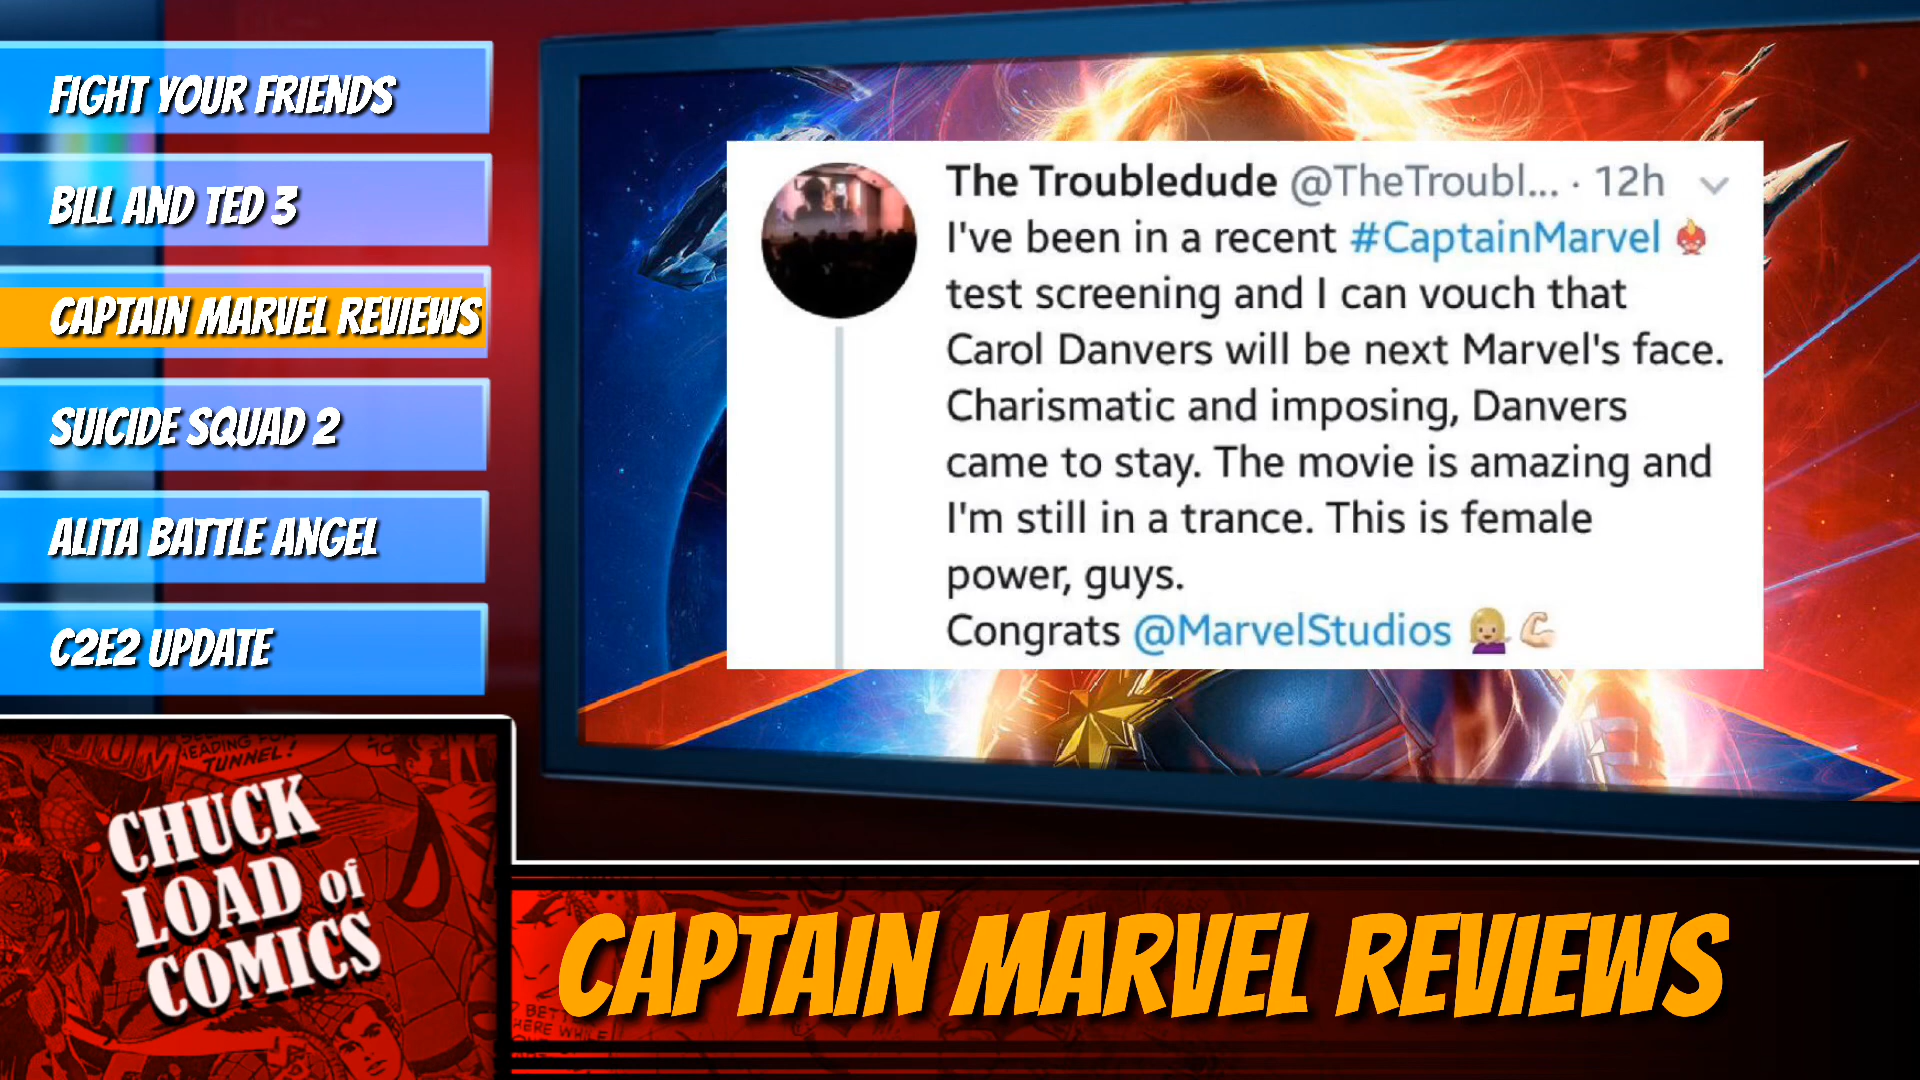 FIGHT YOUR FRIENDS
BILL AND TED 3
CAPTAIN MARVEL REVIEWS
SUICIDE SQUAD 2
ALITA BATTLE ANGEL
C2E2 UPDATE
The Troubledude @TheTroubl... · 12h
I've been in a recent #CaptainMarvel
test screening and I can vouch that
Carol Danvers will be next Marvel's face.
Charismatic and imposing, Danvers
came to stay. The movie is amazing and
I'm still in a trance. This is female
power, guys.
Congrats @MarvelStudios
TUNNEL!
CHUCK
LOAD of
COMICS
CAPTAIN MARVEL REVIEWS
HERE WHILE